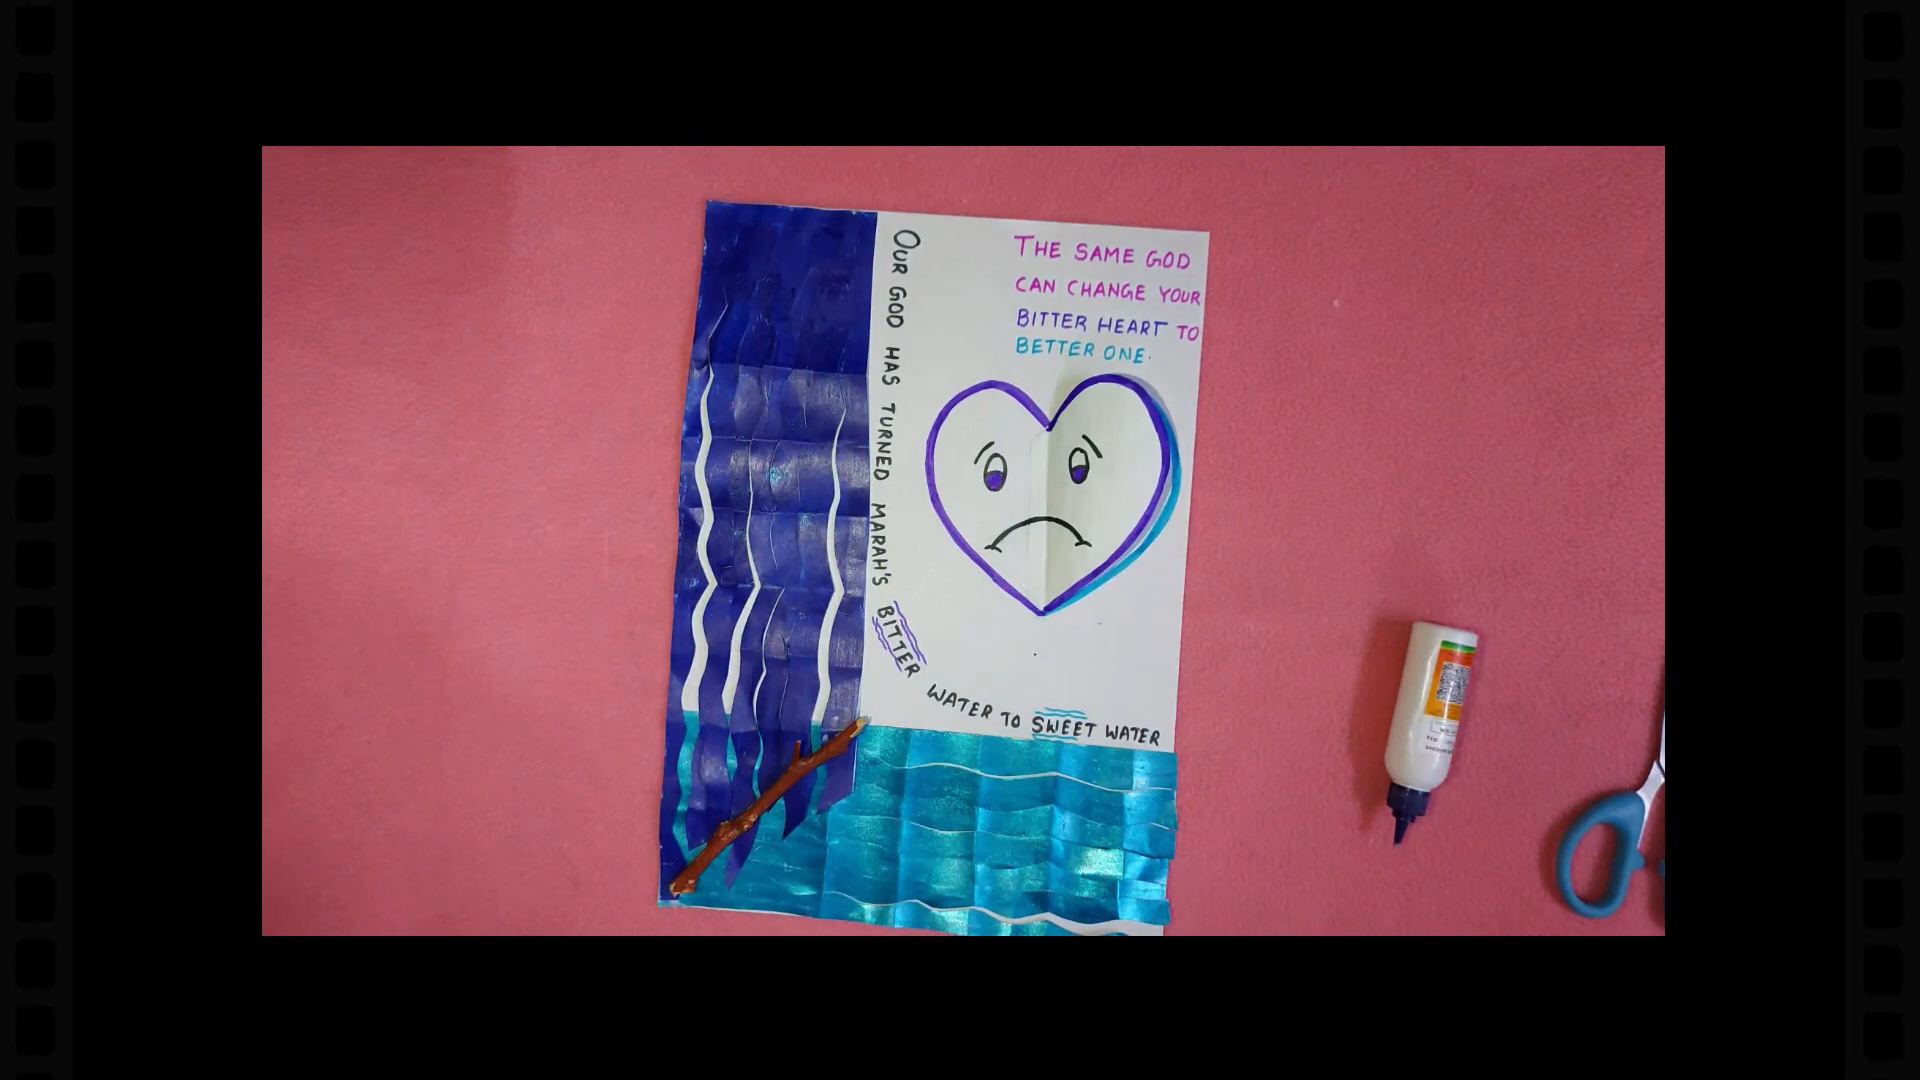 THE SAME GOD
CAN CHANGE YOUR
BITTER HEART TO
BETTER ONE.
OUR GOD HAS TURNED MARAH'S BITTER WATER TO SWEET WATER